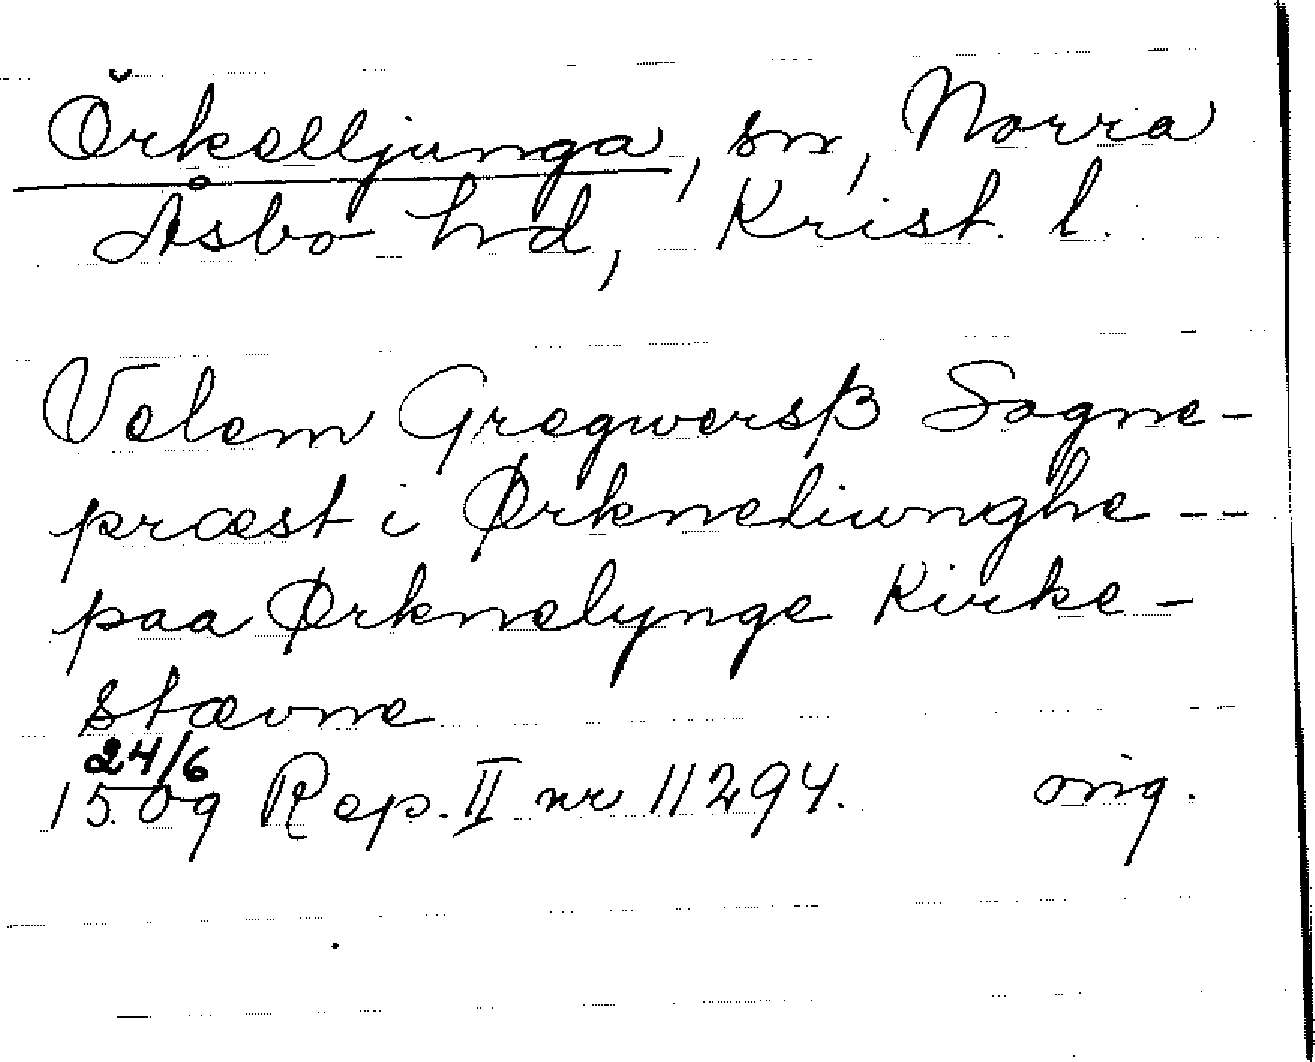 Örkelljunga, sn, Norra
Åsbo hd, Krist. l.
Velem Gregwersß Sogne-
præst i Ørkneliunghe --
paa Ørknelynge Kirke-
stævne
24/6
1509 Rep. II nr 11294. orig.